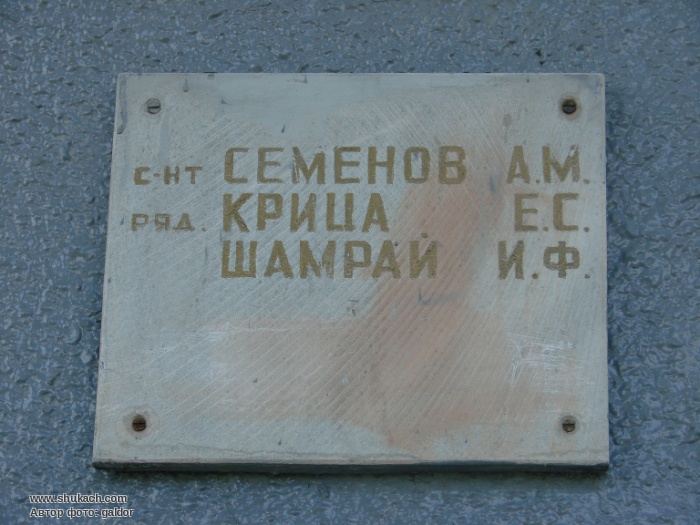 с-нт СЕМЕНОВ А.М.
ряд. КРИЦА Е.С.
ШАМРАЙ И.Ф.
www.shukach.com
Автор фото: galdor